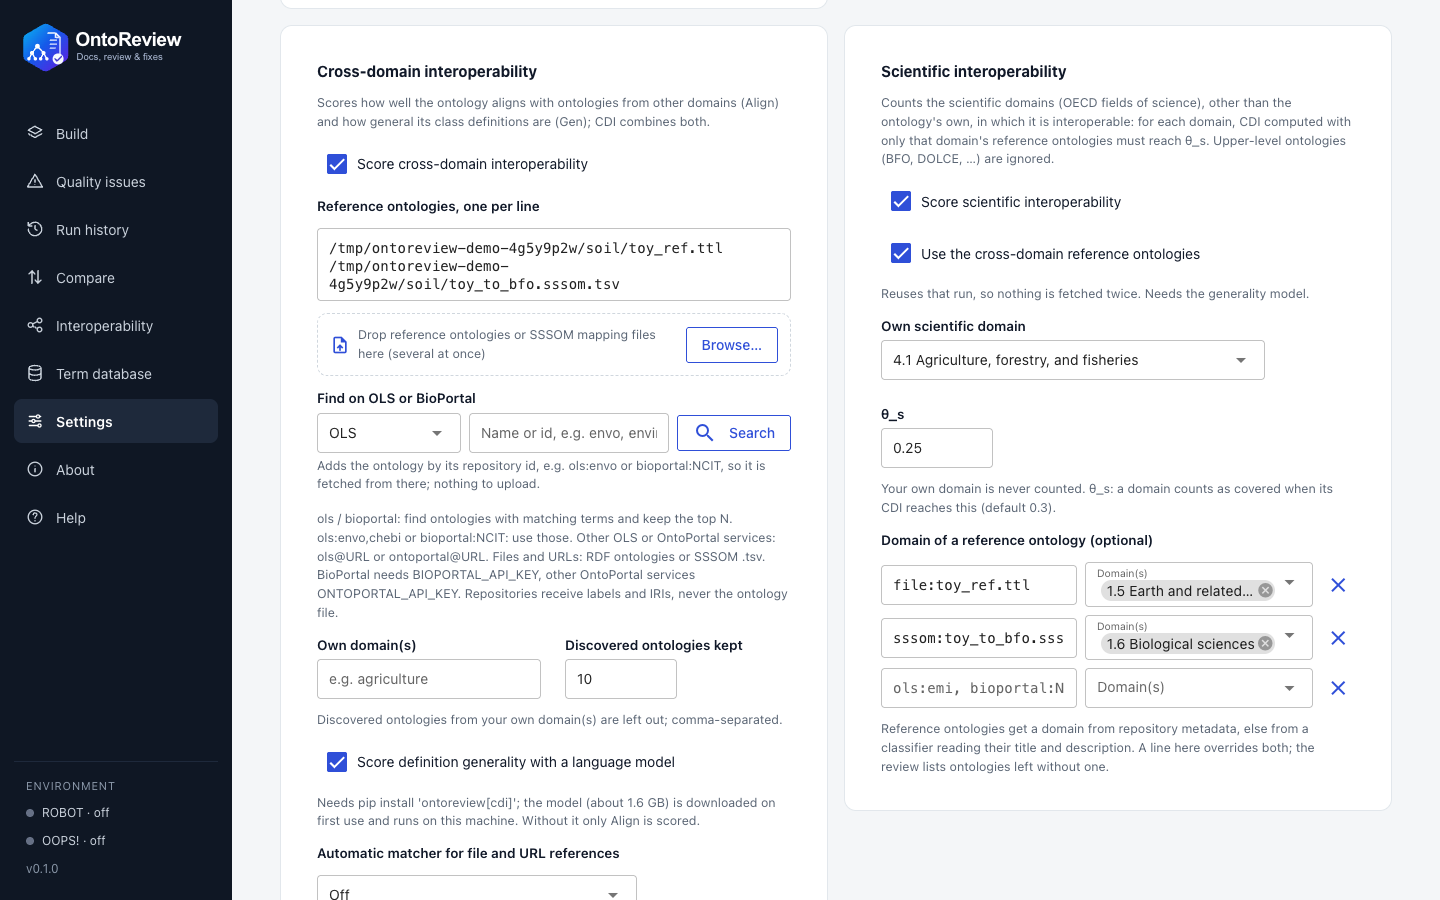 OntoReview
Docs, review & fixes
Build
Quality issues
Run history
Compare
Interoperability
Term database
Settings
About
Help
ENVIRONMENT
ROBOT · off
OOPS! · off
v0.1.0
Cross-domain interoperability
Scores how well the ontology aligns with ontologies from other domains (Align)
and how general its class definitions are (Gen); CDI combines both.
Score cross-domain interoperability
Reference ontologies, one per line
/tmp/ontoreview-demo-4g5y9p2w/soil/toy_ref.ttl
/tmp/ontoreview-demo-
4g5y9p2w/soil/toy_to_bfo.sssom.tsv
Drop reference ontologies or SSSOM mapping files
here (several at once)
Browse...
Find on OLS or BioPortal
OLS
Name or id, e.g. envo, envi
Search
Adds the ontology by its repository id, e.g. ols:envo or bioportal:NCIT, so it is
fetched from there; nothing to upload.
ols / bioportal: find ontologies with matching terms and keep the top N.
ols:envo,chebi or bioportal:NCIT: use those. Other OLS or OntoPortal services:
ols@URL or ontoportal@URL. Files and URLs: RDF ontologies or SSSOM .tsv.
BioPortal needs BIOPORTAL_API_KEY, other OntoPortal services
ONTOPORTAL_API_KEY. Repositories receive labels and IRIs, never the ontology
file.
Own domain(s)
Discovered ontologies kept
e.g. agriculture
10
Discovered ontologies from your own domain(s) are left out; comma-separated.
Score definition generality with a language model
Needs pip install 'ontoreview[cdi]'; the model (about 1.6 GB) is downloaded on
first use and runs on this machine. Without it only Align is scored.
Automatic matcher for file and URL references
Off
Scientific interoperability
Counts the scientific domains (OECD fields of science), other than the
ontology's own, in which it is interoperable: for each domain, CDI computed with
only that domain's reference ontologies must reach θ_s. Upper-level ontologies
(BFO, DOLCE, ...) are ignored.
Score scientific interoperability
Use the cross-domain reference ontologies
Reuses that run, so nothing is fetched twice. Needs the generality model.
Own scientific domain
4.1 Agriculture, forestry, and fisheries
θ_s
0.25
Your own domain is never counted. θ_s: a domain counts as covered when its
CDI reaches this (default 0.3).
Domain of a reference ontology (optional)
file:toy_ref.ttl
Domain(s)
1.5 Earth and related...
sssom:toy_to_bfo.sss
Domain(s)
1.6 Biological sciences
ols:emi, bioportal:N
Domain(s)
Reference ontologies get a domain from repository metadata, else from a
classifier reading their title and description. A line here overrides both; the
review lists ontologies left without one.